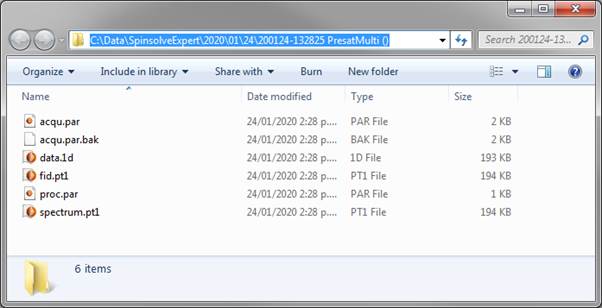 C:\Data\SpinsolveExpert\2020\01\24\200124-132825 PresatMulti () Search 200124-13...
Organize Include in library Share with Burn New folder
Name Date modified Type Size
acqu.par 24/01/2020 2:28 p.... PAR File 2 KB
acqu.par.bak 24/01/2020 2:28 p.... BAK File 2 KB
data.1d 24/01/2020 2:28 p.... 1D File 193 KB
fid.pt1 24/01/2020 2:28 p.... PT1 File 194 KB
proc.par 24/01/2020 2:28 p.... PAR File 1 KB
spectrum.pt1 24/01/2020 2:28 p.... PT1 File 194 KB
6 items